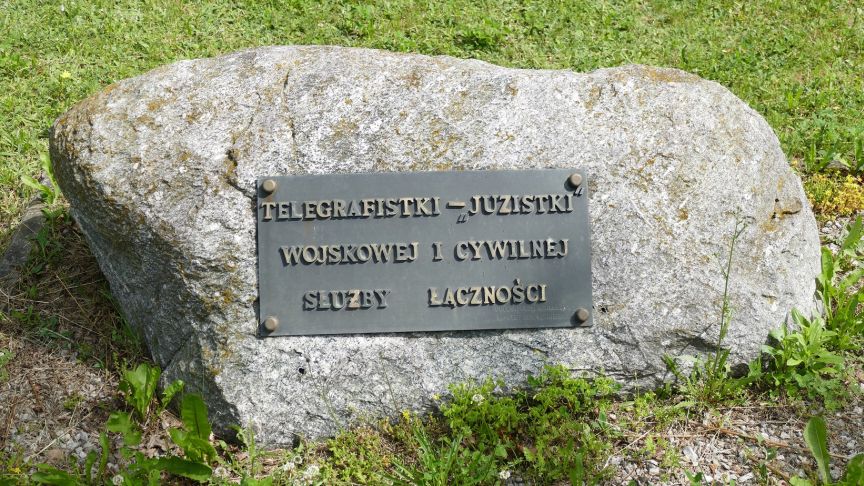 TELEGRAFISTKI – „JUZISTKI“
WOJSKOWEJ I CYWILNEJ
SŁUŻBY ŁĄCZNOŚCI